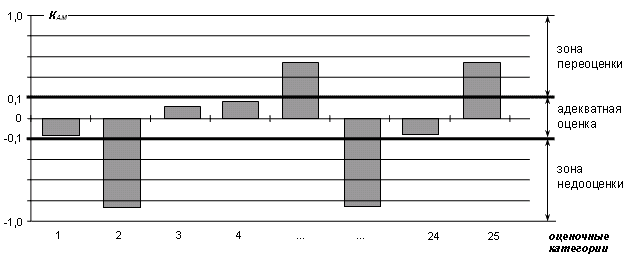 1,0
К А.М
зона
переоценки
0,1
адекватная
0
оценка
-0,1
зона
недооценки
-1,0
1 2 3 4 ... ... 24 25
оценочные
категории